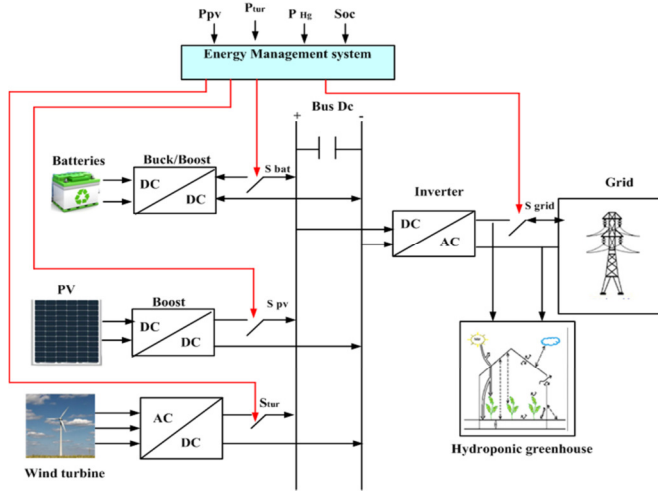 Ppv Ptur P Hg Soc
Energy Management system
Bus Dc
+ -
Batteries
Buck/Boost
DC
DC
S bat
Inverter
DC
AC
S grid
Grid
PV
Boost
DC
DC
S pv
AC
DC
Stur
Wind turbine
Hydroponic greenhouse